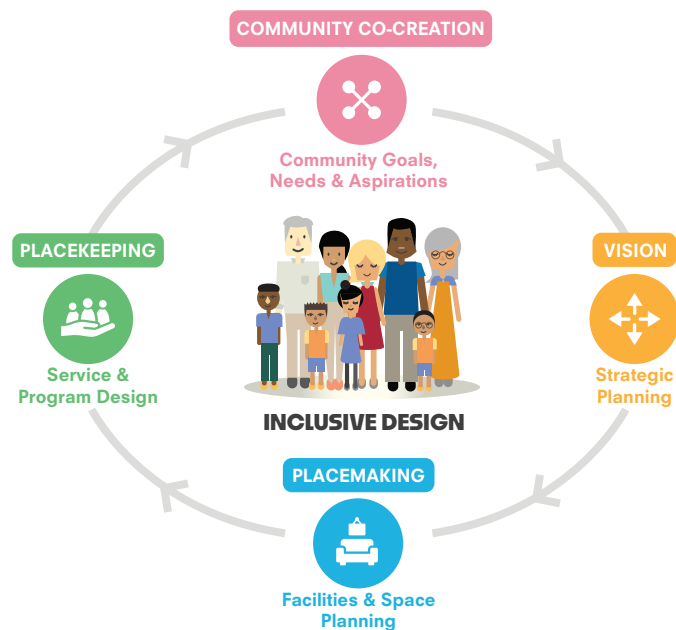 COMMUNITY CO-CREATION
Community Goals,
Needs & Aspirations
PLACEKEEPING
Service &
Program Design
VISION
Strategic
Planning
INCLUSIVE DESIGN
PLACEMAKING
Facilities & Space
Planning